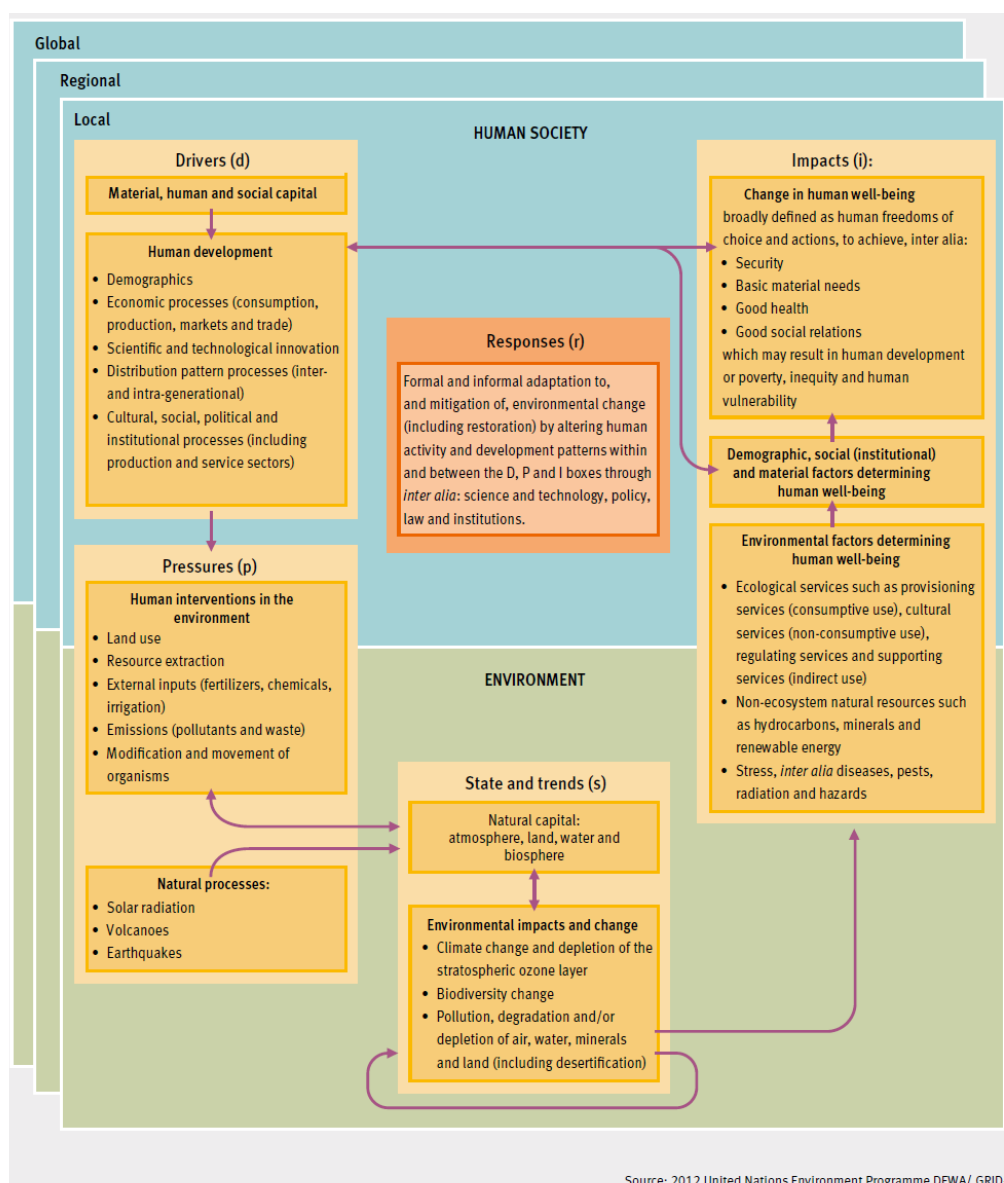 Global
Regional
Local
HUMAN SOCIETY
Drivers (d)
Material, human and social capital
Human development
• Demographics
• Economic processes (consumption,
production, markets and trade)
• Scientific and technological innovation
• Distribution pattern processes (inter-
and intra-generational)
• Cultural, social, political and
institutional processes (including
production and service sectors)
Pressures (p)
Human interventions in the
environment
• Land use
• Resource extraction
• External inputs (fertilizers, chemicals,
irrigation)
• Emissions (pollutants and waste)
• Modification and movement of
organisms
Natural processes:
• Solar radiation
• Volcanoes
• Earthquakes
Responses (r)
Formal and informal adaptation to,
and mitigation of, environmental change
(including restoration) by altering human
activity and development patterns within
and between the D, P and I boxes through
inter alia: science and technology, policy,
law and institutions.
ENVIRONMENT
State and trends (s)
Natural capital:
atmosphere, land, water and
biosphere
Environmental impacts and change
• Climate change and depletion of the
stratospheric ozone layer
• Biodiversity change
• Pollution, degradation and/or
depletion of air, water, minerals
and land (including desertification)
Impacts (i):
Change in human well-being
broadly defined as human freedoms of
choice and actions, to achieve, inter alia:
• Security
• Basic material needs
• Good health
• Good social relations
which may result in human development
or poverty, inequity and human
vulnerability
Demographic, social (institutional)
and material factors determining
human well-being
Environmental factors determining
human well-being
• Ecological services such as provisioning
services (consumptive use), cultural
services (non-consumptive use),
regulating services and supporting
services (indirect use)
• Non-ecosystem natural resources such
as hydrocarbons, minerals and
renewable energy
• Stress, inter alia diseases, pests,
radiation and hazards
Source: 2012 United Nations Environment Programme DEWA/ GRID